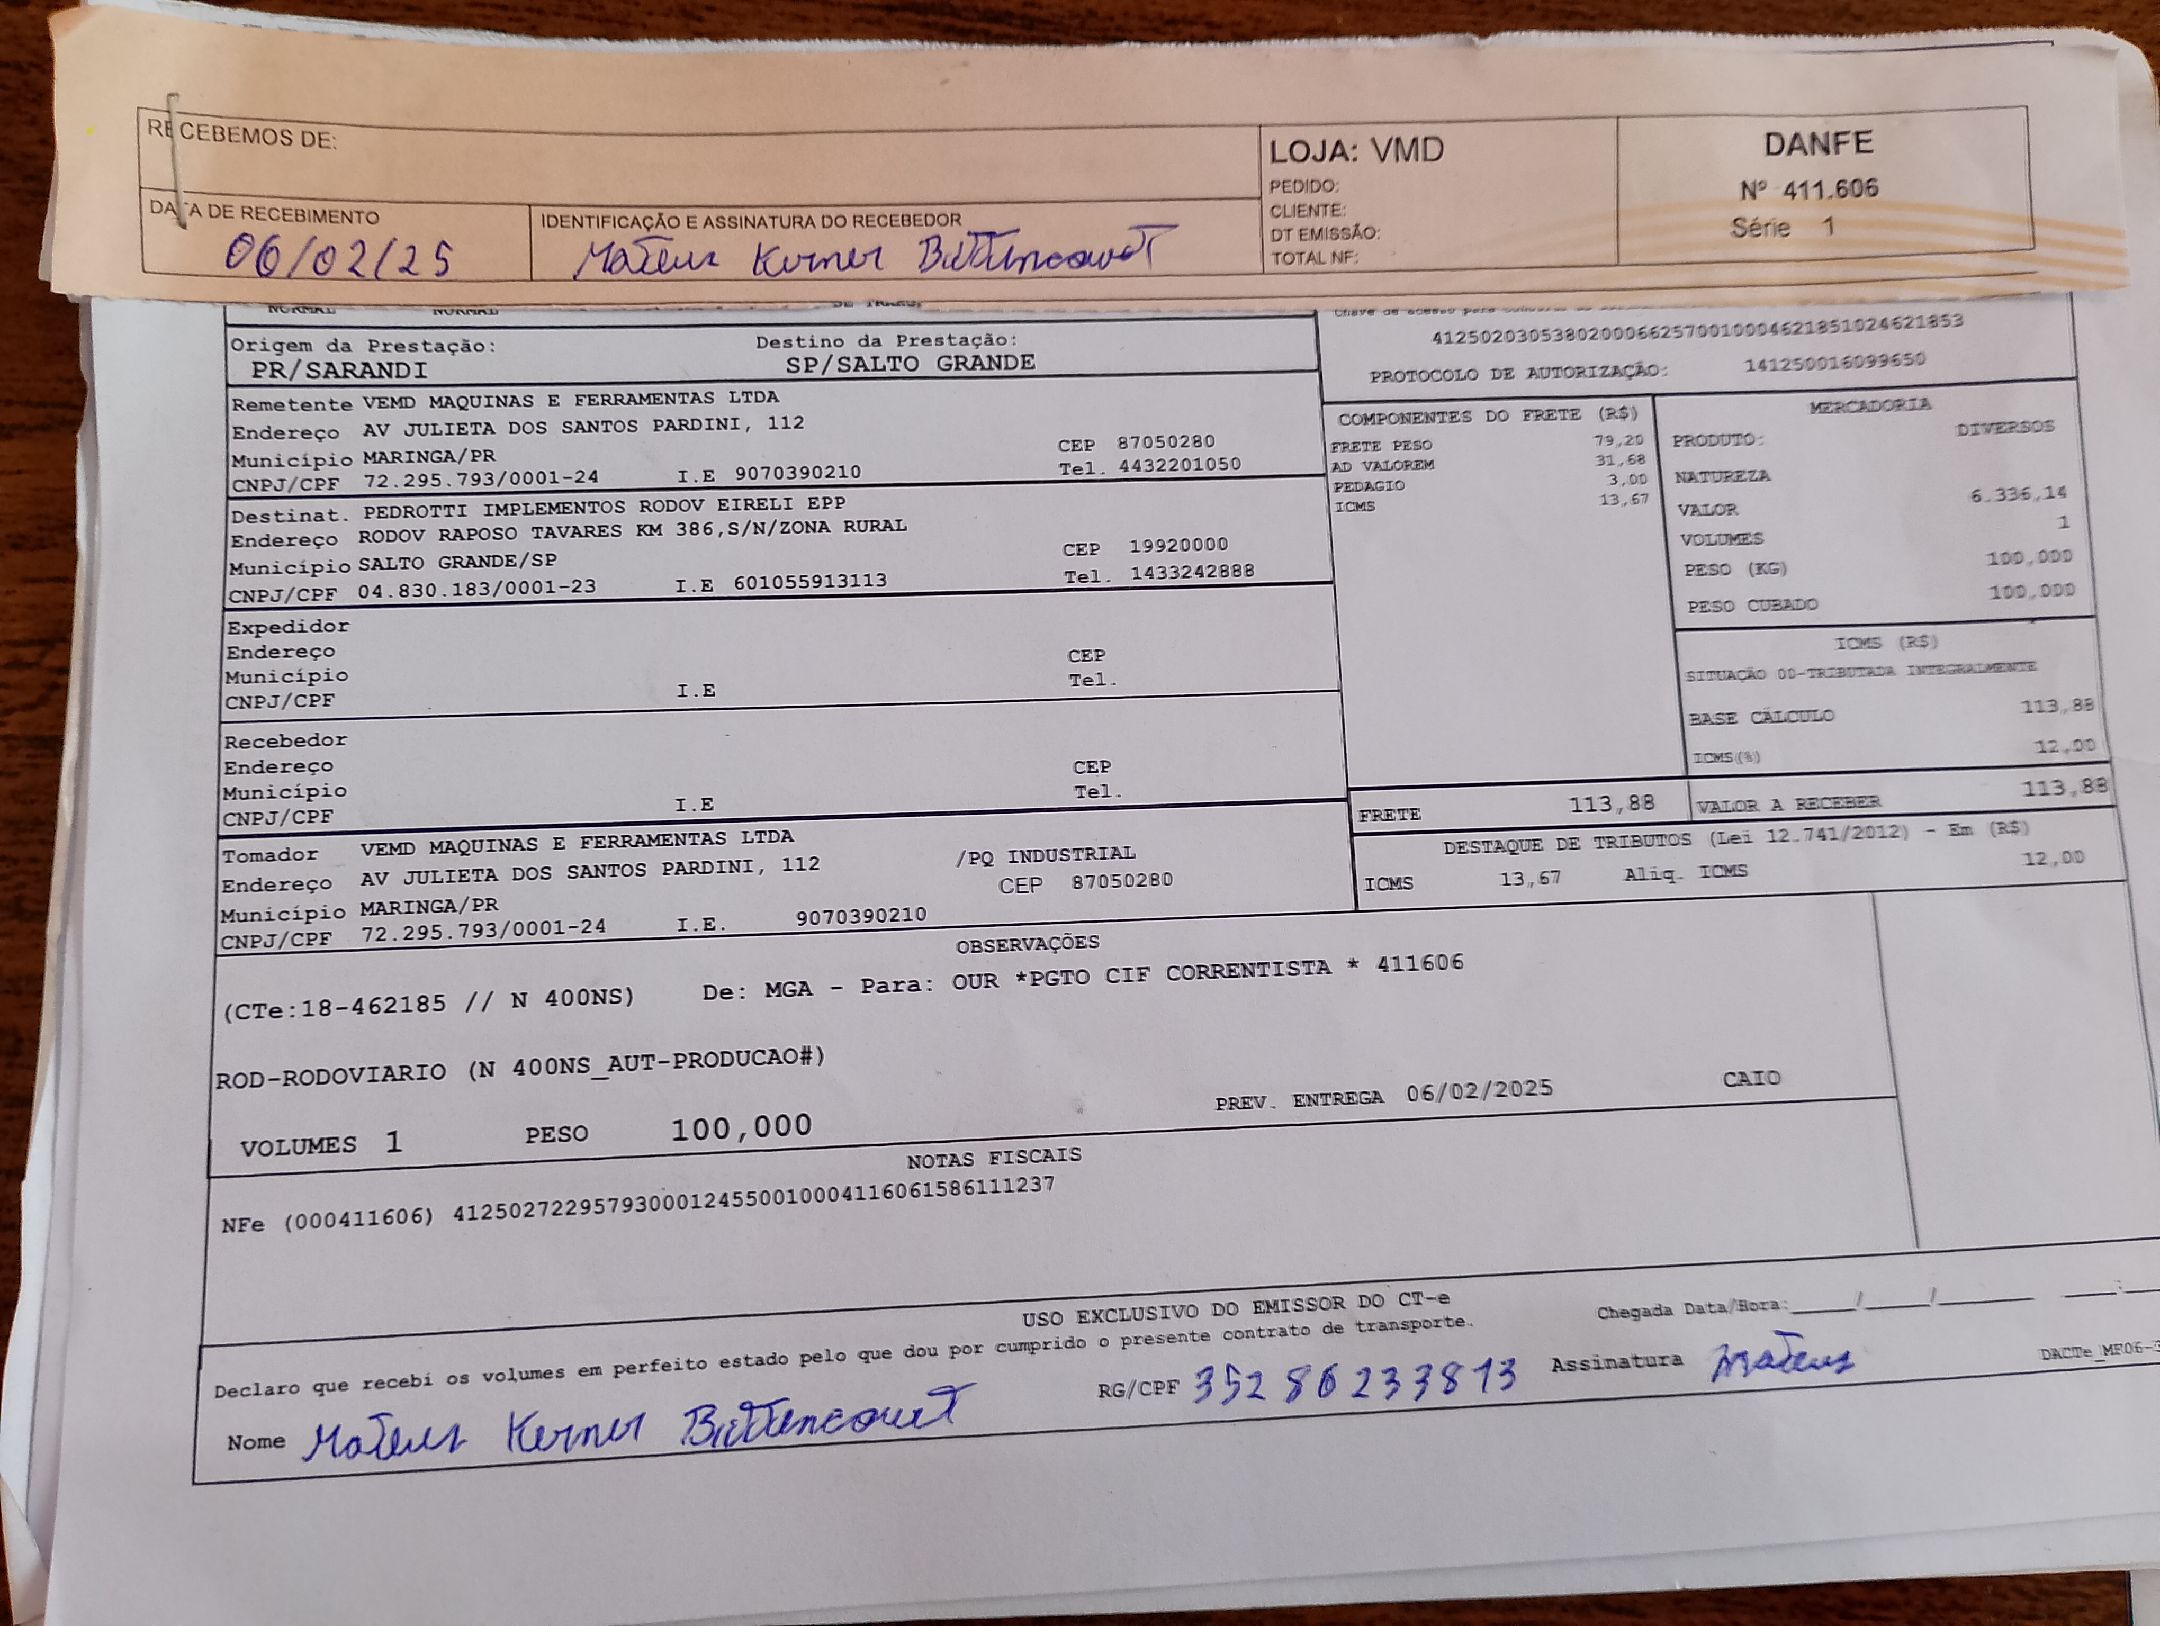 RECEBEMOS DE:
LOJA: VMD
DANFE
PEDIDO:
Nº 411.606
CLIENTE:
DATA DE RECEBIMENTO
IDENTIFICAÇÃO E ASSINATURA DO RECEBEDOR
DT EMISSÃO:
Série 1
06/02/25
Mateus Kerner Bittencourt
TOTAL NF:
NORMAL NORMAL
Chave de acesso para consulta
41250203053802000662570010004621851024621853
Origem da Prestação: Destino da Prestação:
PR/SARANDI SP/SALTO GRANDE
PROTOCOLO DE AUTORIZAÇÃO: 141250016099650
Remetente VEMD MAQUINAS E FERRAMENTAS LTDA
Endereço AV JULIETA DOS SANTOS PARDINI, 112
Município MARINGA/PR CEP 87050280
CNPJ/CPF 72.295.793/0001-24 I.E 9070390210 Tel. 4432201050
Destinat. PEDROTTI IMPLEMENTOS RODOV EIRELI EPP
Endereço RODOV RAPOSO TAVARES KM 386,S/N/ZONA RURAL
Município SALTO GRANDE/SP CEP 19920000
CNPJ/CPF 04.830.183/0001-23 I.E 601055913113 Tel. 1433242888
Expedidor
Endereço
Município CEP
CNPJ/CPF I.E Tel.
Recebedor
Endereço
Município CEP
CNPJ/CPF I.E Tel.
Tomador VEMD MAQUINAS E FERRAMENTAS LTDA
Endereço AV JULIETA DOS SANTOS PARDINI, 112 /PQ INDUSTRIAL
Município MARINGA/PR CEP 87050280
CNPJ/CPF 72.295.793/0001-24 I.E. 9070390210
COMPONENTES DO FRETE (R$)
FRETE PESO 79,20
AD VALOREM 31,68
PEDAGIO 3,00
ICMS 13,67
MERCADORIA
PRODUTO: DIVERSOS
NATUREZA
VALOR 6.336,14
VOLUMES 1
PESO (KG) 100,000
PESO CUBADO 100,000
ICMS (R$)
SITUAÇÃO 00-TRIBUTADA INTEGRALMENTE
BASE CÁLCULO 113,88
ICMS(%) 12,00
FRETE 113,88 VALOR A RECEBER 113,88
DESTAQUE DE TRIBUTOS (Lei 12.741/2012) - Em (R$)
ICMS 13,67 Aliq. ICMS 12,00
OBSERVAÇÕES
(CTe:18-462185 // N 400NS) De: MGA - Para: OUR *PGTO CIF CORRENTISTA * 411606
ROD-RODOVIARIO (N 400NS_AUT-PRODUCAO#)
VOLUMES 1 PESO 100,000 PREV. ENTREGA 06/02/2025 CAIO
NOTAS FISCAIS
NFe (000411606) 41250272295793000124550010004116061586111237
USO EXCLUSIVO DO EMISSOR DO CT-e
Declaro que recebi os volumes em perfeito estado pelo que dou por cumprido o presente contrato de transporte. Chegada Data/Hora:____/____/______ ___:
Nome Mateus Kerner Bittencourt RG/CPF 35286233813 Assinatura Mateus
DACTe_MF06-